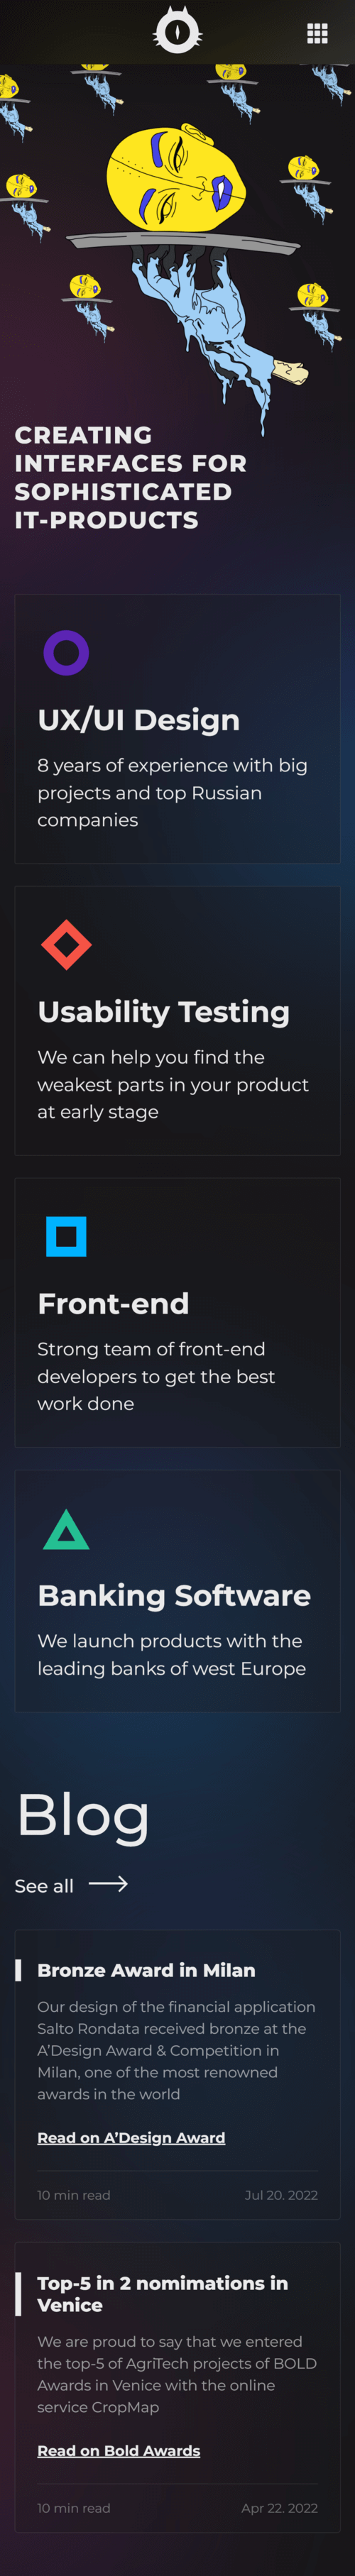 CREATING
INTERFACES FOR
SOPHISTICATED
IT-PRODUCTS
UX/UI Design
8 years of experience with big
projects and top Russian
companies
Usability Testing
We can help you find the
weakest parts in your product
at early stage
Front-end
Strong team of front-end
developers to get the best
work done
Banking Software
We launch products with the
leading banks of west Europe
Blog
See all
Bronze Award in Milan
Our design of the financial application
Salto Rondata received bronze at the
A’Design Award & Competition in
Milan, one of the most renowned
awards in the world
Read on A’Design Award
10 min read Jul 20. 2022
Top-5 in 2 nomimations in
Venice
We are proud to say that we entered
the top-5 of AgriTech projects of BOLD
Awards in Venice with the online
service CropMap
Read on Bold Awards
10 min read Apr 22. 2022